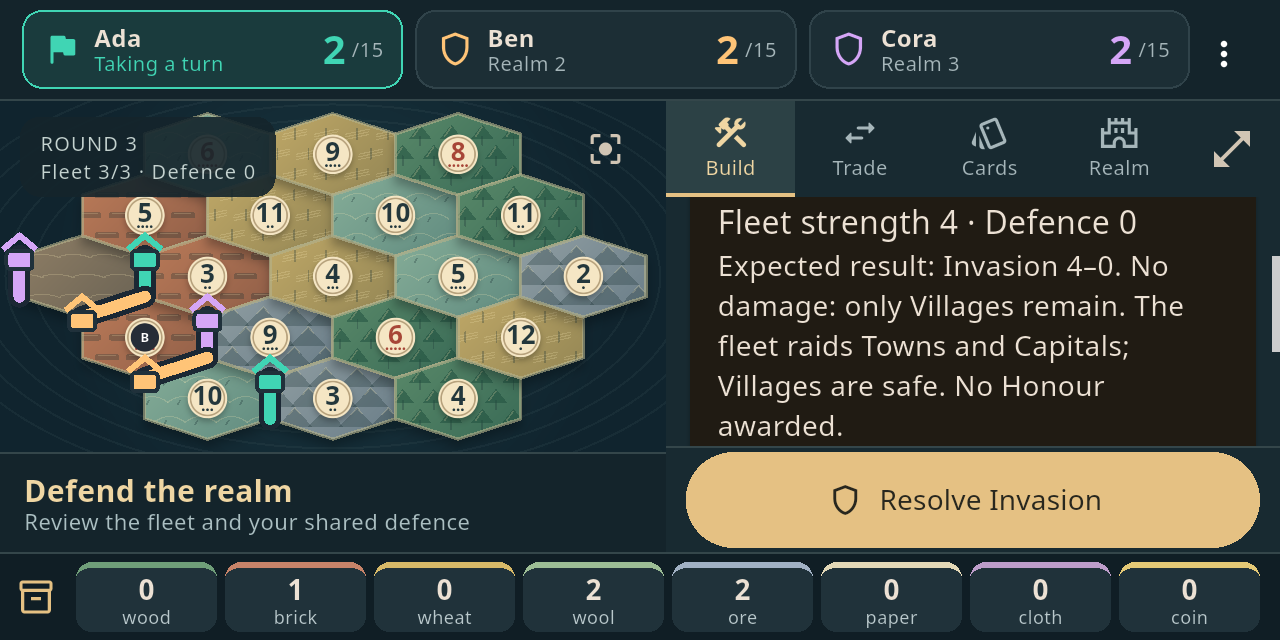 Ada
Taking a turn
2 /15
Ben
Realm 2
2 /15
Cora
Realm 3
2 /15
ROUND 3
Fleet 3/3 · Defence 0
6
9
8
5
11
10
11
3
4
5
2
B
9
6
12
10
3
4
Build
Trade
Cards
Realm
Fleet strength 4 · Defence 0
Expected result: Invasion 4–0. No
damage: only Villages remain. The
fleet raids Towns and Capitals;
Villages are safe. No Honour
awarded.
Defend the realm
Review the fleet and your shared defence
Resolve Invasion
0
wood
1
brick
0
wheat
2
wool
2
ore
0
paper
0
cloth
0
coin